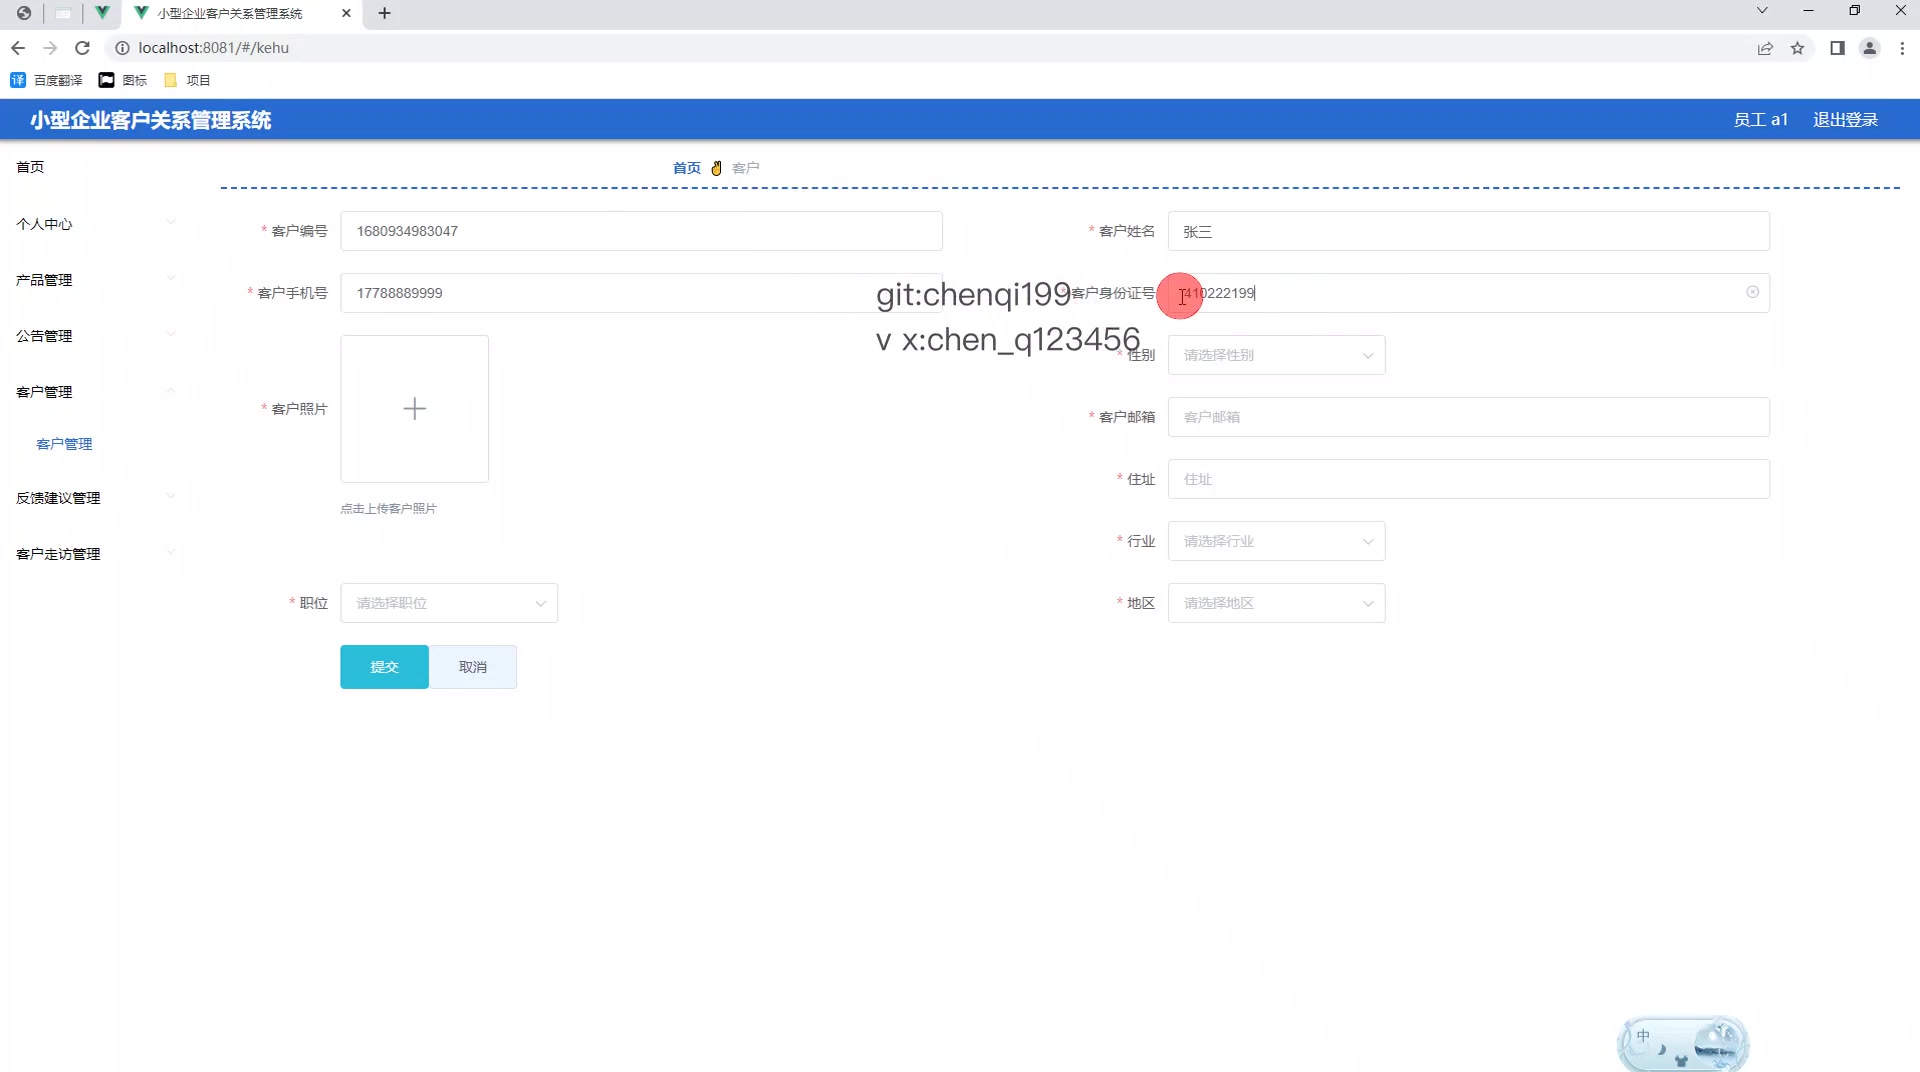 小型企业客户关系管理系统
localhost:8081/#/kehu
百度翻译 图标 项目
小型企业客户关系管理系统 员工 a1 退出登录
首页
首页 客户
个人中心
产品管理
公告管理
客户管理
客户管理
反馈建议管理
客户走访管理
* 客户编号 1680934983047
* 客户姓名 张三
* 客户手机号 17788889999
* 客户身份证号 410222199
git:chenqi199
v x:chen_q123456
* 性别 请选择性别
* 客户照片
点击上传客户照片
* 客户邮箱 客户邮箱
* 住址 住址
* 行业 请选择行业
* 职位 请选择职位
* 地区 请选择地区
提交 取消
译
中